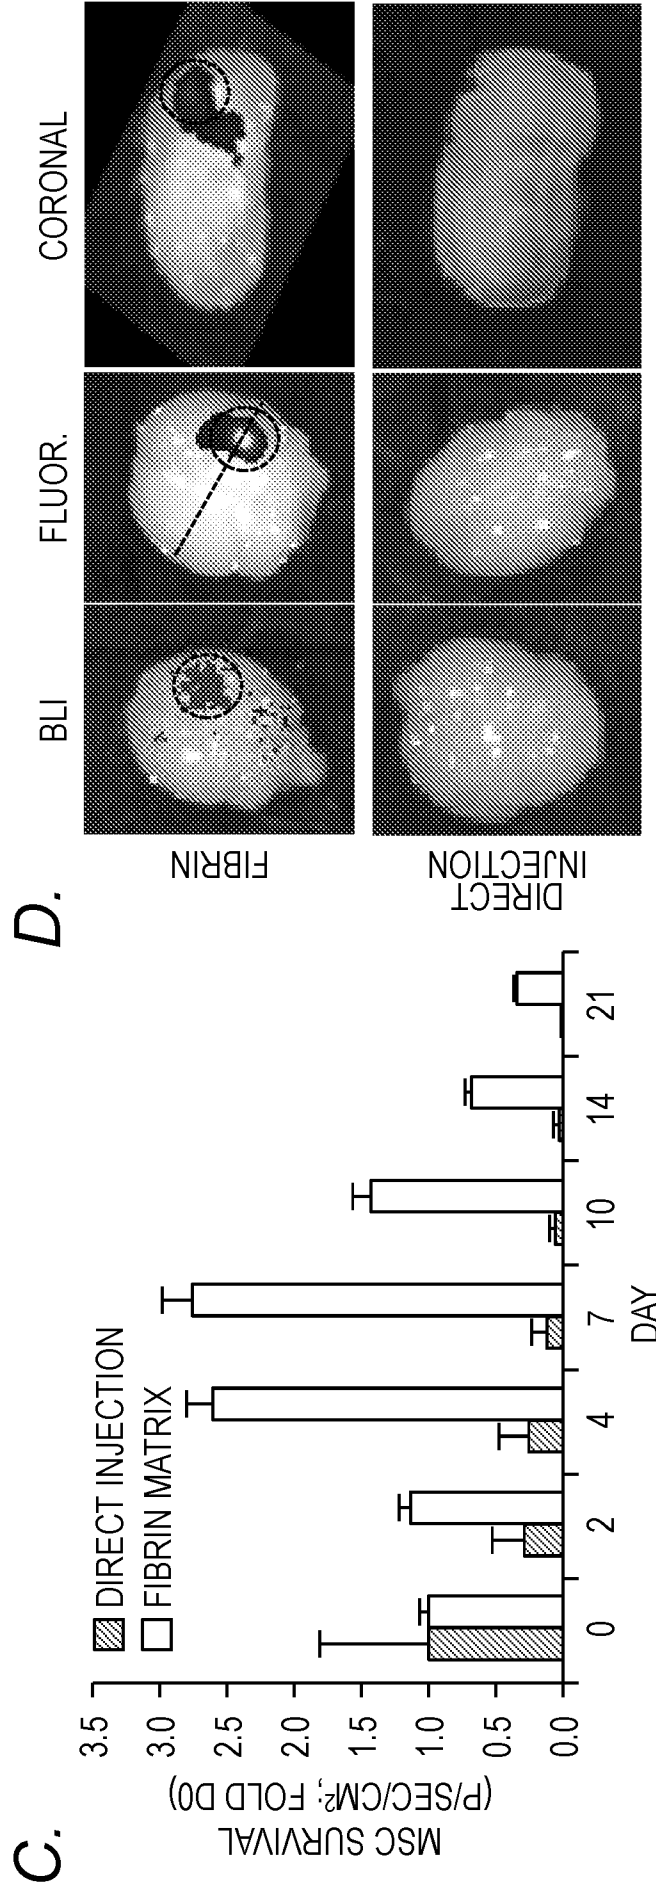 C.
MSC SURVIVAL
(P/SEC/CM²; FOLD D0)
3.5
3.0
2.5
2.0
1.5
1.0
0.5
0.0
DIRECT INJECTION
FIBRIN MATRIX
0 2 4 7 10 14 21
DAY
D.
BLI FLUOR. CORONAL
FIBRIN
DIRECT
INJECTION